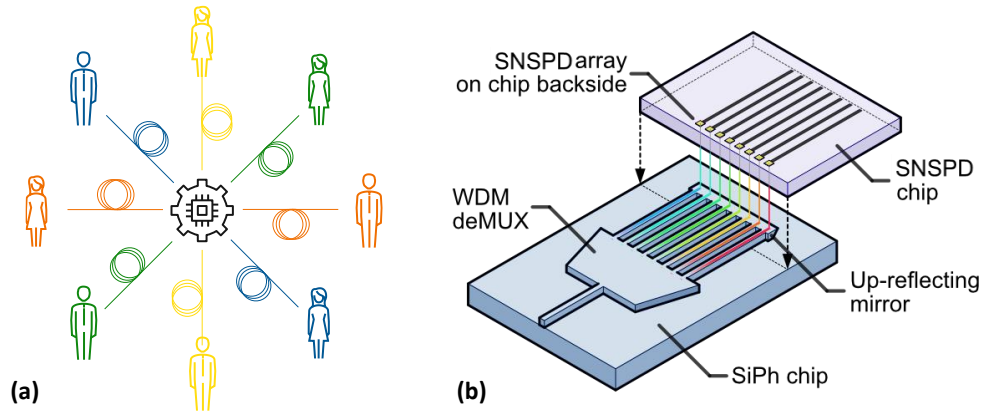 (a)
SNSPD array
on chip backside
SNSPD
chip
WDM
deMUX
Up-reflecting
mirror
SiPh chip
(b)